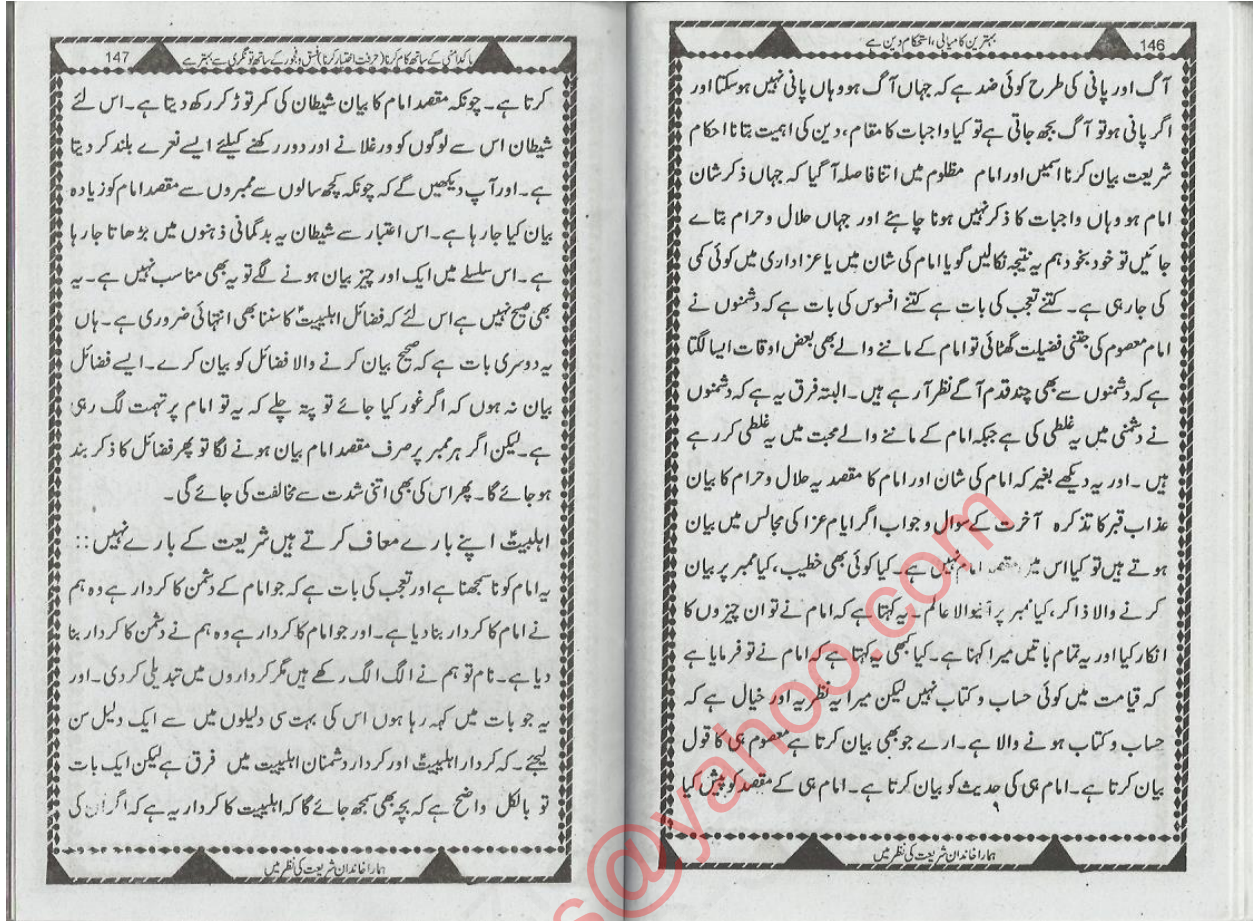 146
بہترین کامیابی، استحکام دین ہے
آگ اور پانی کی طرح کوئی ضد ہے کہ جہاں آگ ہو وہاں پانی نہیں ہوسکتا اور
اگر پانی ہو تو آگ بجھ جاتی ہے تو کیا واجبات کا مقام، دین کی اہمیت بتانا احکام
شریعت بیان کرنا اسمیں اور امام مظلوم میں اتنا فاصلہ آ گیا کہ جہاں ذکر شان
امام ہو وہاں واجبات کا ذکر نہیں ہونا چاہئے اور جہاں حلال و حرام بتاے
جائیں تو خود بخود ہم یہ نتیجہ نکالیں گویا امام کی شان میں یا عزاداری میں کوئی کمی
کی جارہی ہے۔ کتنے تعجب کی بات ہے کتنے افسوس کی بات ہے کہ دشمنوں نے
امام معصوم کی جتنی فضیلت گھٹائی تو امام کے ماننے والے بھی بعض اوقات ایسا لگتا
ہے کہ دشمنوں سے بھی چند قدم آگے نظر آرہے ہیں۔ البتہ فرق یہ ہے کہ دشمنوں
نے دشمنی میں یہ غلطی کی ہے جبکہ امام کے ماننے والے محبت میں یہ غلطی کررہے
ہیں ۔ اور یہ دیکھے بغیر کہ امام کی شان اور امام کا مقصد یہ حلال و حرام کا بیان
عذاب قبر کا تذکرہ آخرت کے سوال و جواب اگر ایام عزا کی مجالس میں بیان
ہوتے ہیں تو کیا اس میں مقصد امام نہیں ہے۔ کیا کوئی بھی خطیب، کیا ممبر پر بیان
کرنے والا ذاکر، کیا نمبر پر آنیوالا عالم۔ یہ کہتا ہے کہ امام نے تو ان چیزوں کا
انکار کیا اور یہ تمام باتیں میرا کہنا ہے۔ کیا کبھی یہ کہتا ہے کہ امام نے تو فرمایا ہے
کہ قیامت میں کوئی حساب و کتاب نہیں لیکن میرا یہ نظریہ اور خیال ہے کہ
حساب و کتاب ہونے والا ہے۔ ارے جو بھی بیان کرتا ہے معصوم ہی کا قول
بیان کرتا ہے۔ امام ہی کی حدیث کو بیان کرتا ہے۔ امام ہی کے مقصد کو پیش کیا
ہمارا خاندان شریعت کی نظر میں
147
پاکدامنی کے ساتھ کام کرنا (حرفت اختیار کرنا) فسق و فجور کے ساتھ تونگری سے بہتر ہے
کرتا ہے۔ چونکہ مقصد امام کا بیان شیطان کی کمر توڑ کر رکھ دیتا ہے۔ اس لئے
شیطان اس سے لوگوں کو ورغلانے اور دور رکھنے کیلئے ایسے نعرے بلند کر دیتا
ہے۔ اور آپ دیکھیں گے کہ چونکہ کچھ سالوں سے ممبروں سے مقصد امام کو زیادہ
بیان کیا جارہا ہے۔ اس اعتبار سے شیطان یہ بدگمانی ذہنوں میں بڑھاتا جارہا
ہے۔ اس سلسلے میں ایک اور چیز بیان ہونے لگے تو یہ بھی مناسب نہیں ہے۔ یہ
بھی صحیح نہیں ہے اس لئے کہ فضائل اہلبیتؑ کا سننا بھی انتہائی ضروری ہے۔ ہاں
یہ دوسری بات ہے کہ صحیح بیان کرنے والا فضائل کو بیان کرے۔ ایسے فضائل
بیان نہ ہوں کہ اگر غور کیا جائے تو پتہ چلے کہ یہ تو امام پر تہمت لگ رہی
ہے۔ لیکن اگر ہر ممبر پر صرف مقصد امام بیان ہونے لگا تو پھر فضائل کا ذکر بند
ہو جائے گا۔ پھر اس کی بھی اتنی شدت سے مخالفت کی جائے گی۔
اہلبیتؑ اپنے بارے معاف کرتے ہیں شریعت کے بارے نہیں ::
یہ امام کو نا سمجھنا ہے اور تعجب کی بات ہے کہ جو امام کے دشمن کا کردار ہے وہ ہم
نے امام کا کردار بنا دیا ہے۔ اور جو امام کا کردار ہے وہ ہم نے دشمن کا کردار بنا
دیا ہے۔ نام تو ہم نے الگ الگ رکھے ہیں مگر کرداروں میں تبدیلی کردی۔ اور
یہ جو بات میں کہہ رہا ہوں اس کی بہت سی دلیلوں میں سے ایک دلیل سن
لیجئے۔ کہ کردار اہلبیتؑ اور کردار دشمنان اہلبیت میں فرق ہے لیکن ایک بات
تو بالکل واضح ہے کہ بچہ بھی سمجھ جائے گا کہ اہلبیت کا کردار یہ ہے کہ اگر ان کی
ہمارا خاندان شریعت کی نظر میں
s@yahoo.com